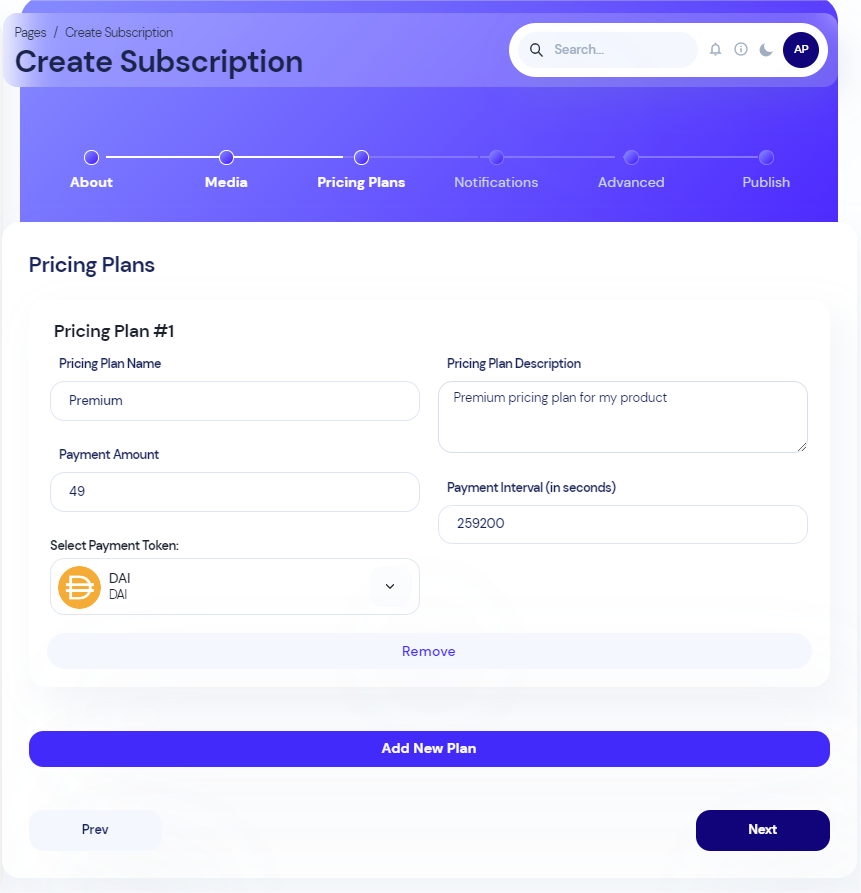 Pages / Create Subscription
Create Subscription
Search...
AP
About
Media
Pricing Plans
Notifications
Advanced
Publish
Pricing Plans
Pricing Plan #1
Pricing Plan Name
Premium
Pricing Plan Description
Premium pricing plan for my product
Payment Amount
49
Payment Interval (in seconds)
259200
Select Payment Token:
DAI
DAI
Remove
Add New Plan
Prev
Next